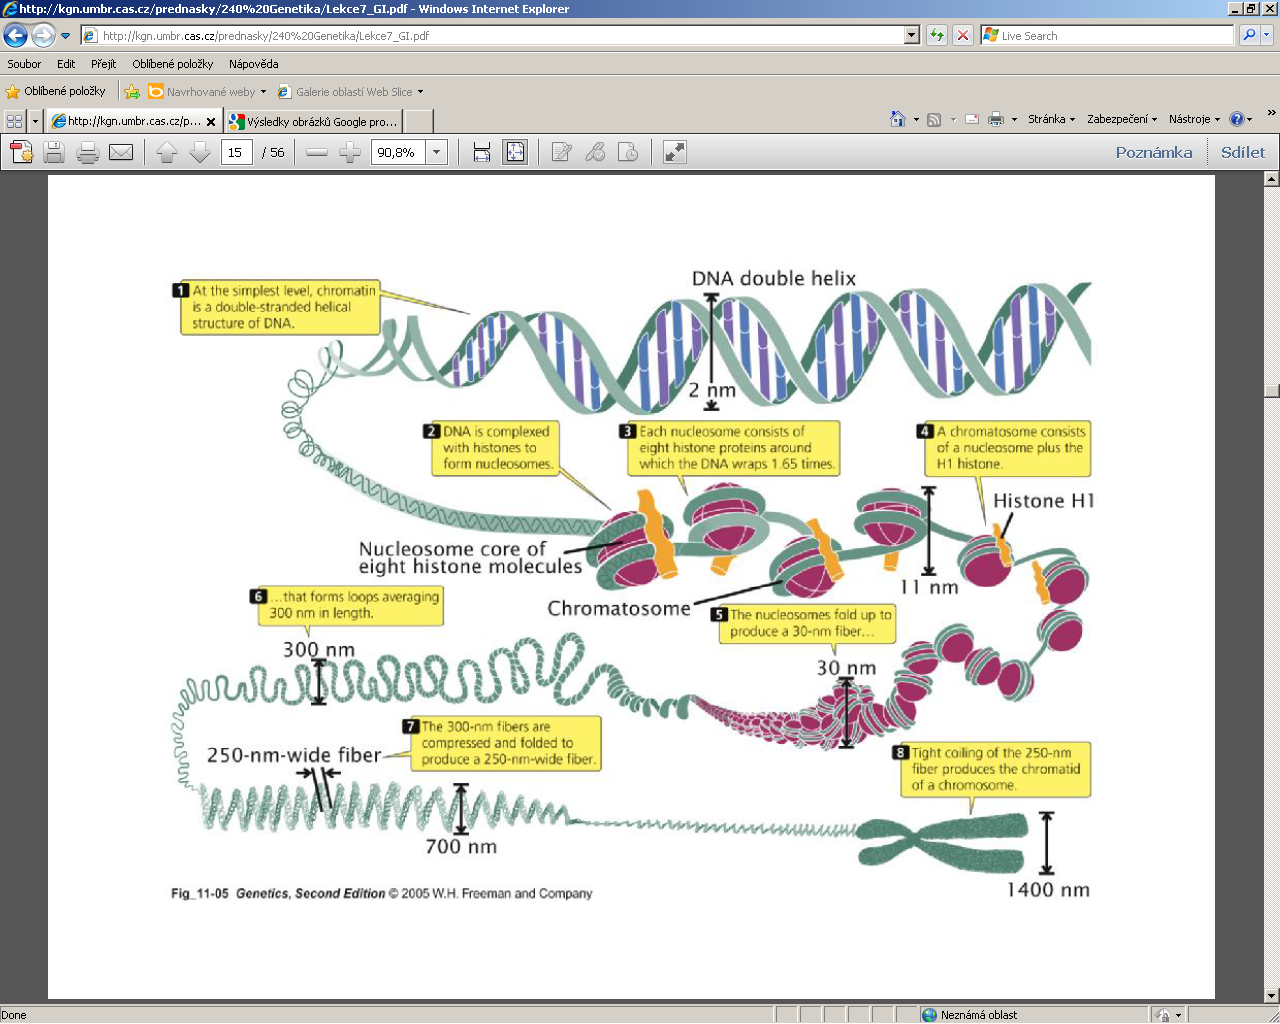 http://kgn.umbr.cas.cz/prednasky/240%20Genetika/Lekce7_GI.pdf - Windows Internet Explorer
http://kgn.umbr.cas.cz/prednasky/240%20Genetika/Lekce7_GI.pdf
Live Search
Soubor Edit Přejít Oblíbené položky Nápověda
Oblíbené položky Navrhované weby Galerie oblastí Web Slice
http://kgn.umbr.cas.cz/p... Výsledky obrázků Google pro... Stránka Zabezpečení Nástroje
15 / 56 90,8% Poznámka Sdílet
DNA double helix
1 At the simplest level, chromatin
is a double-stranded helical
structure of DNA.
2 nm
2 DNA is complexed
with histones to
form nucleosomes.
3 Each nucleosome consists of
eight histone proteins around
which the DNA wraps 1.65 times.
4 A chromatosome consists
of a nucleosome plus the
H1 histone.
Histone H1
Nucleosome core of
eight histone molecules
11 nm
Chromatosome
5 The nucleosomes fold up to
produce a 30-nm fiber...
30 nm
6 ...that forms loops averaging
300 nm in length.
300 nm
7 The 300-nm fibers are
compressed and folded to
produce a 250-nm-wide fiber.
250-nm-wide fiber
700 nm
8 Tight coiling of the 250-nm
fiber produces the chromatid
of a chromosome.
1400 nm
Fig_11-05 Genetics, Second Edition © 2005 W.H. Freeman and Company
Done Neznámá oblast